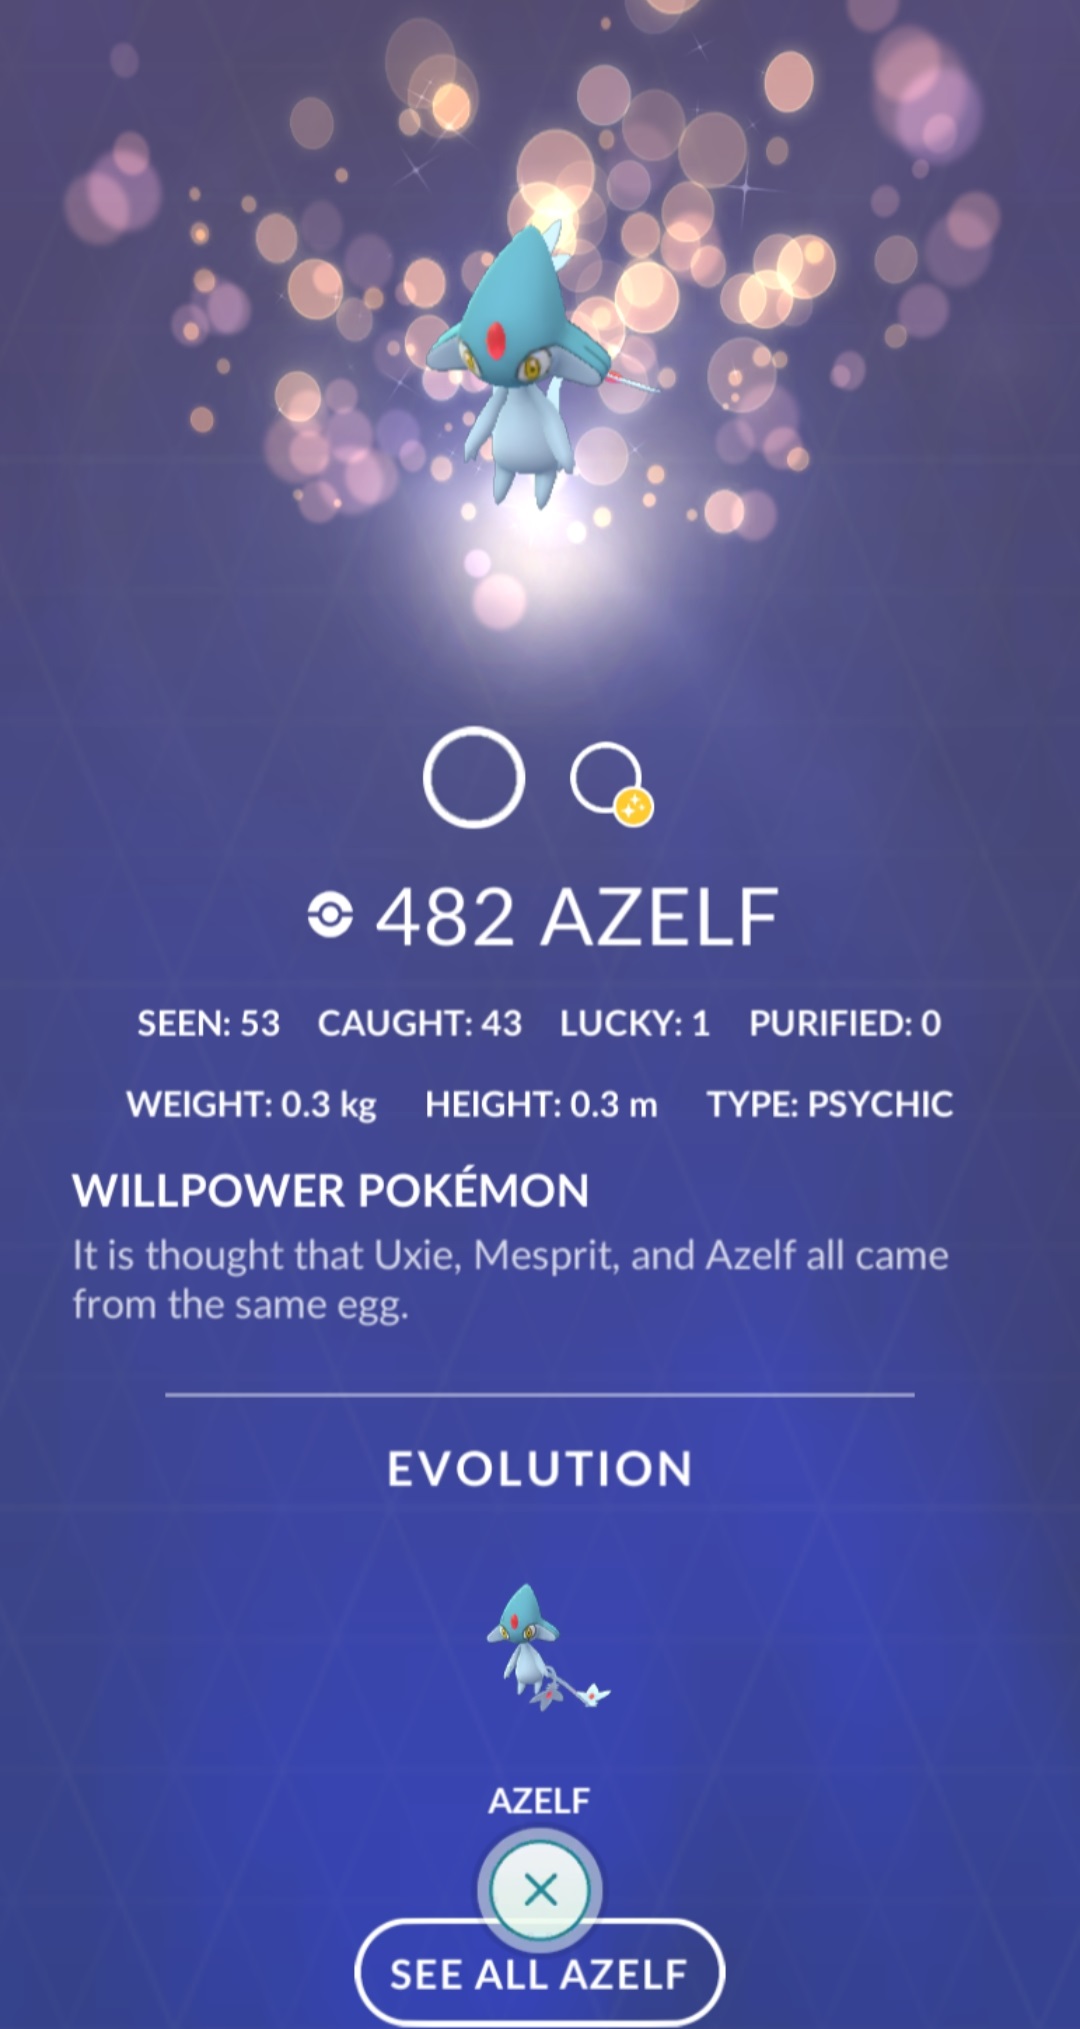 482 AZELF
SEEN: 53 CAUGHT: 43 LUCKY: 1 PURIFIED: 0
WEIGHT: 0.3 kg HEIGHT: 0.3 m TYPE: PSYCHIC
WILLPOWER POKÉMON
It is thought that Uxie, Mesprit, and Azelf all came
from the same egg.
EVOLUTION
AZELF
SEE ALL AZELF